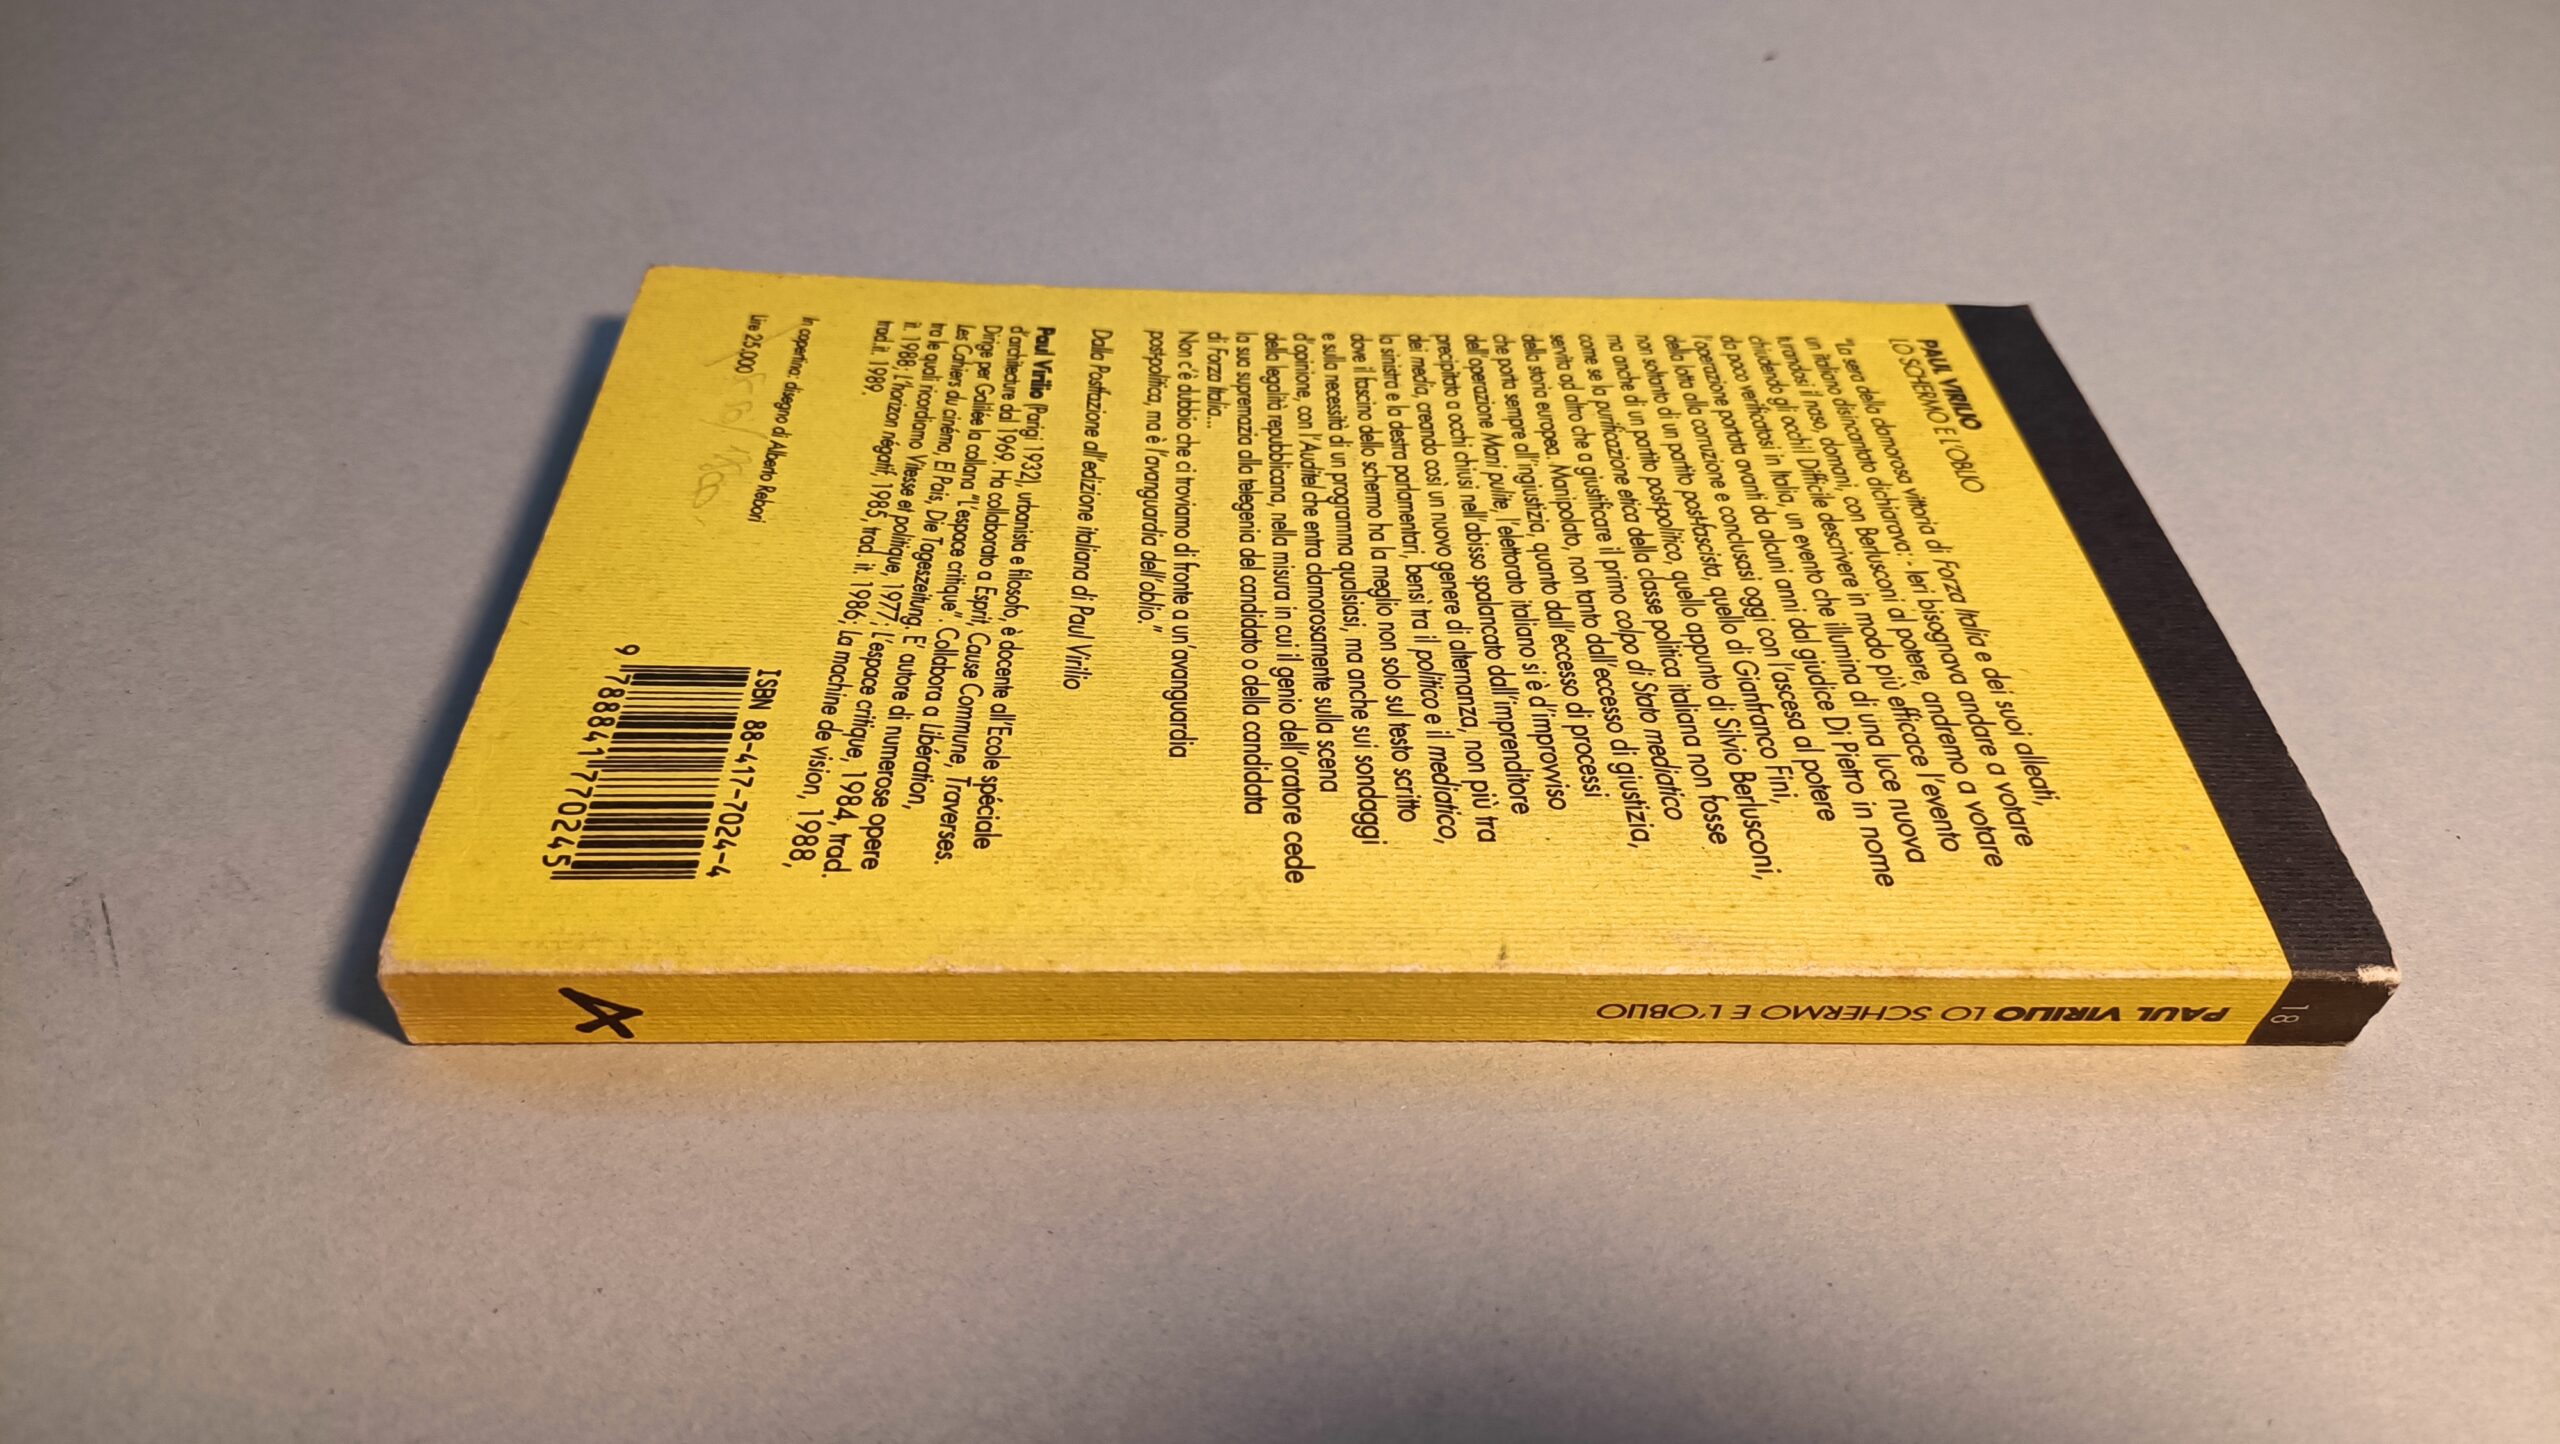 PAUL VIRILIO
LO SCHERMO E L'OBLIO
"La sera della clamorosa vittoria di Forza Italia e dei suoi alleati,
un italiano disincantato dichiarava: - Ieri bisognava andare a votare
turandosi il naso, domani, con Berlusconi al potere, andremo a votare
chiudendo gli occhi! Difficile descrivere in modo più efficace l'evento
da poco verificatosi in Italia, un evento che illumina di una luce nuova
l'operazione portata avanti da alcuni anni dal giudice Di Pietro in nome
della lotta alla corruzione e conclusasi oggi con l'ascesa al potere
non soltanto di un partito post-fascista, quello di Gianfranco Fini,
ma anche di un partito post-politico, quello appunto di Silvio Berlusconi,
come se la purificazione etica della classe politica italiana non fosse
servita ad altro che a giustificare il primo colpo di Stato mediatico
della storia europea. Manipolato, non tanto dall'eccesso di giustizia,
che porta sempre all'ingiustizia, quanto dall'eccesso di processi
dell'operazione Mani pulite, l'elettorato italiano si è d'improvviso
precipitato a occhi chiusi nell'abisso spalancato dall'imprenditore
dei media, creando così un nuovo genere di alternanza, non più tra
la sinistra e la destra parlamentari, bensì tra il politico e il mediatico,
dove il fascino dello schermo ha la meglio non solo sul testo scritto
e sulla necessità di un programma qualsiasi, ma anche sui sondaggi
d'opinione, con l'Auditel che entra clamorosamente sulla scena
della legalità repubblicana, nella misura in cui il genio dell'oratore cede
la sua supremazia alla telegenia del candidato o della candidata
di Forza Italia...
Non c'è dubbio che ci troviamo di fronte a un'avanguardia
post-politica, ma è l'avanguardia dell'oblio."
Dalla Postfazione all'edizione italiana di Paul Virilio
Paul Virilio (Parigi 1932), urbanista e filosofo, è docente all'Ecole spéciale
d'architecture dal 1969. Ha collaborato a Esprit, Cause Commune, Traverses.
Dirige per Galilée la collana "L'espace critique". Collabora a Libération,
Les Cahiers du cinéma, El Pais, Die Tageszeitung. E' autore di numerose opere
tra le quali ricordiamo Vitesse et politique, 1977; L'espace critique, 1984, trad.
it. 1988; L'horizon négatif, 1985, trad. it. 1986; La machine de vision, 1988,
trad. it. 1989.
In copertina: disegno di Alberto Rebori
Lire 25.000
ISBN 88-417-7024-4
9 788841 770245
PAUL VIRILIO LO SCHERMO E L'OBLIO
18